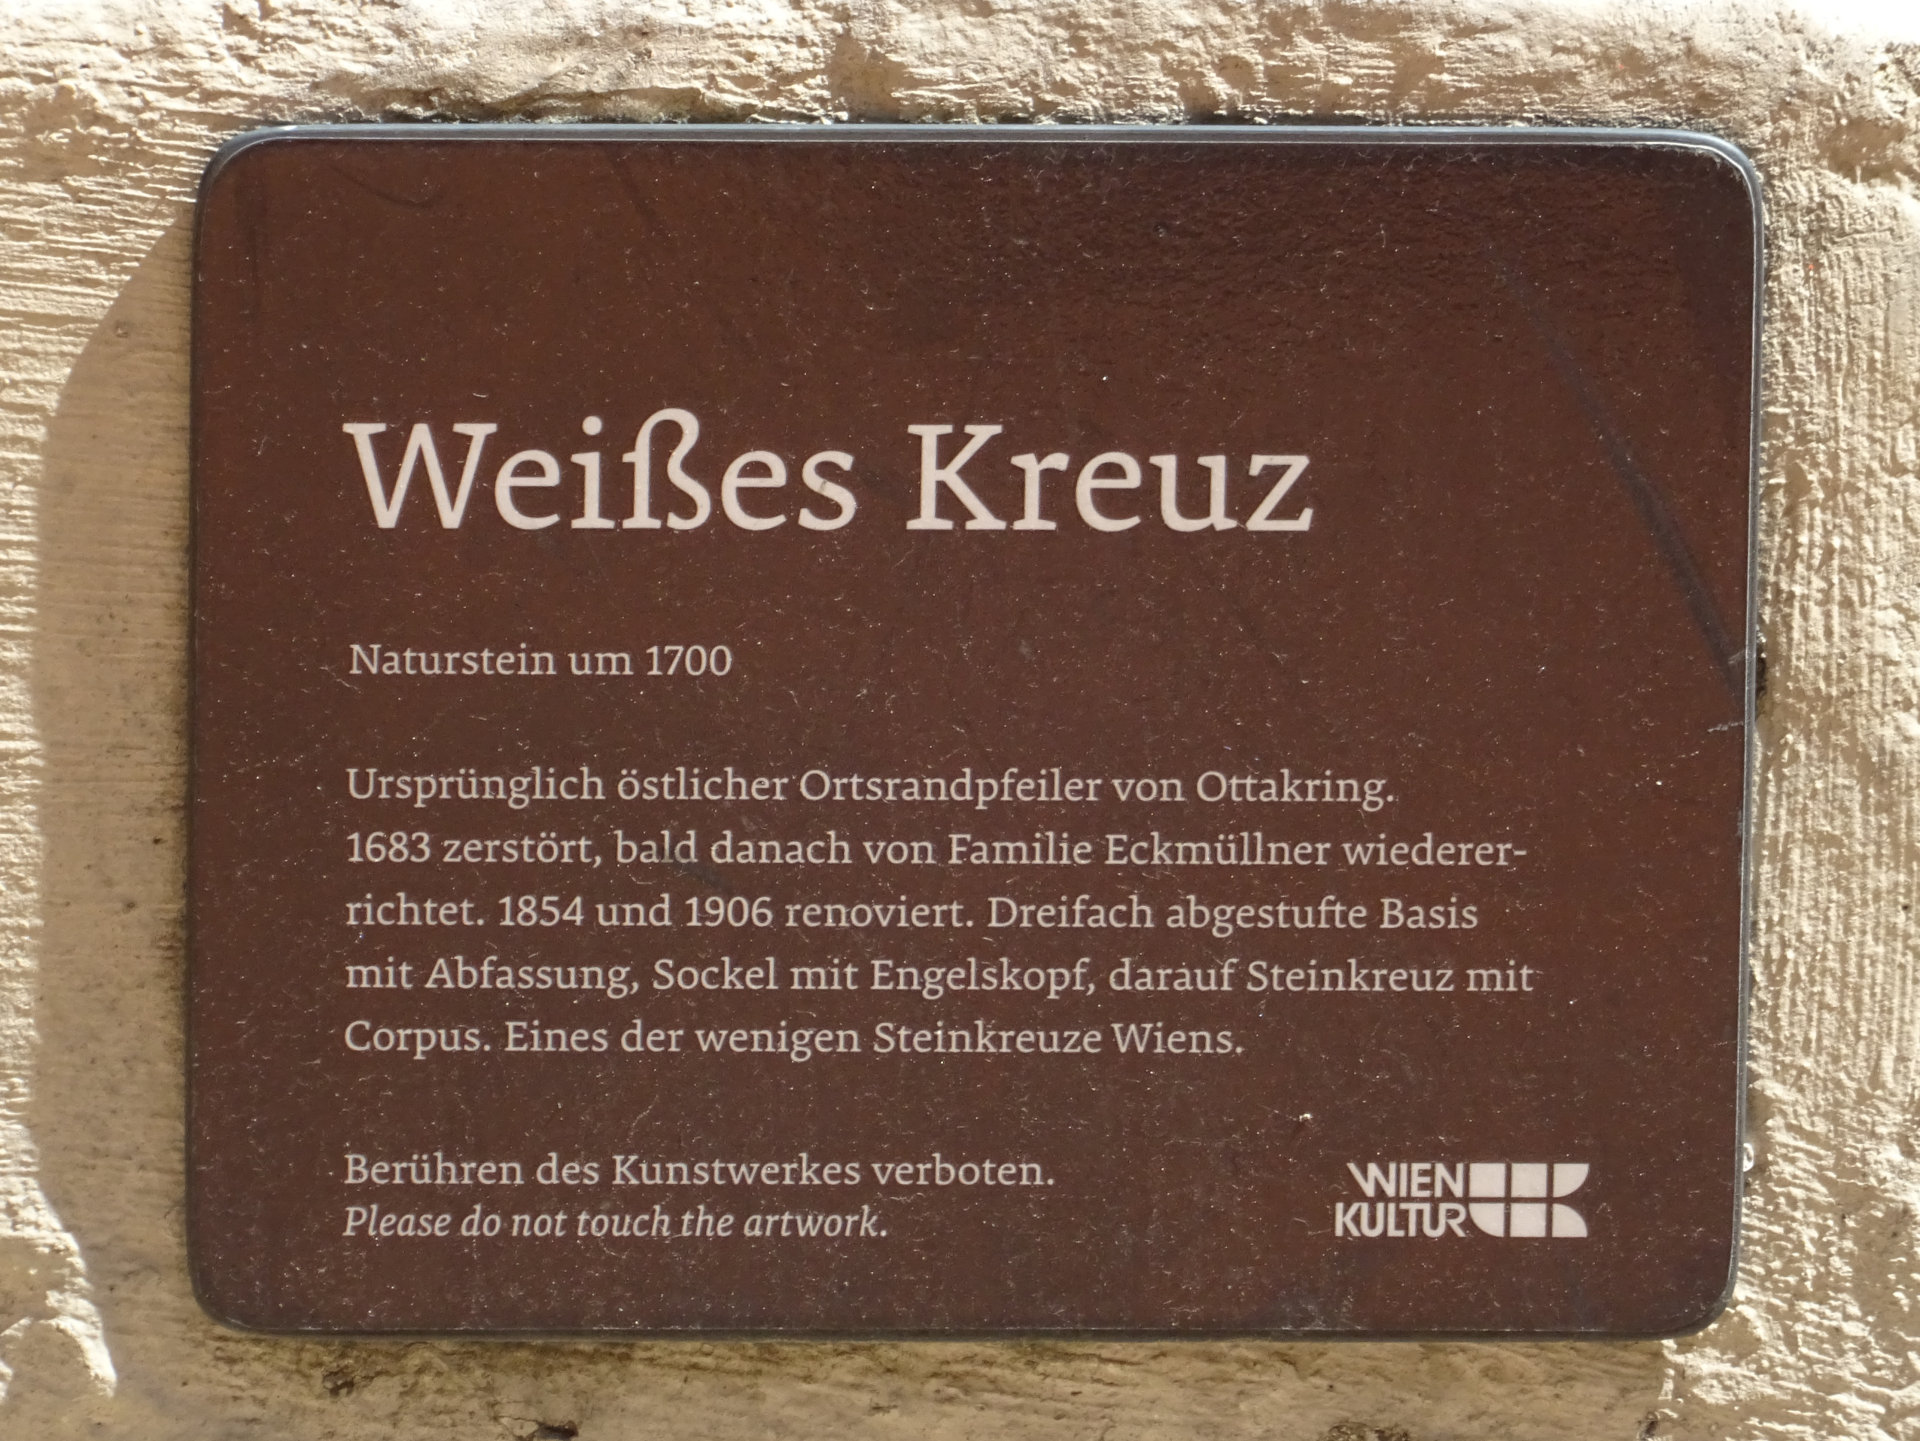 Weißes Kreuz
Naturstein um 1700
Ursprünglich östlicher Ortsrandpfeiler von Ottakring.
1683 zerstört, bald danach von Familie Eckmüllner wiederer-
richtet. 1854 und 1906 renoviert. Dreifach abgestufte Basis
mit Abfassung, Sockel mit Engelskopf, darauf Steinkreuz mit
Corpus. Eines der wenigen Steinkreuze Wiens.
Berühren des Kunstwerkes verboten.
Please do not touch the artwork.
WIEN
KULTUR